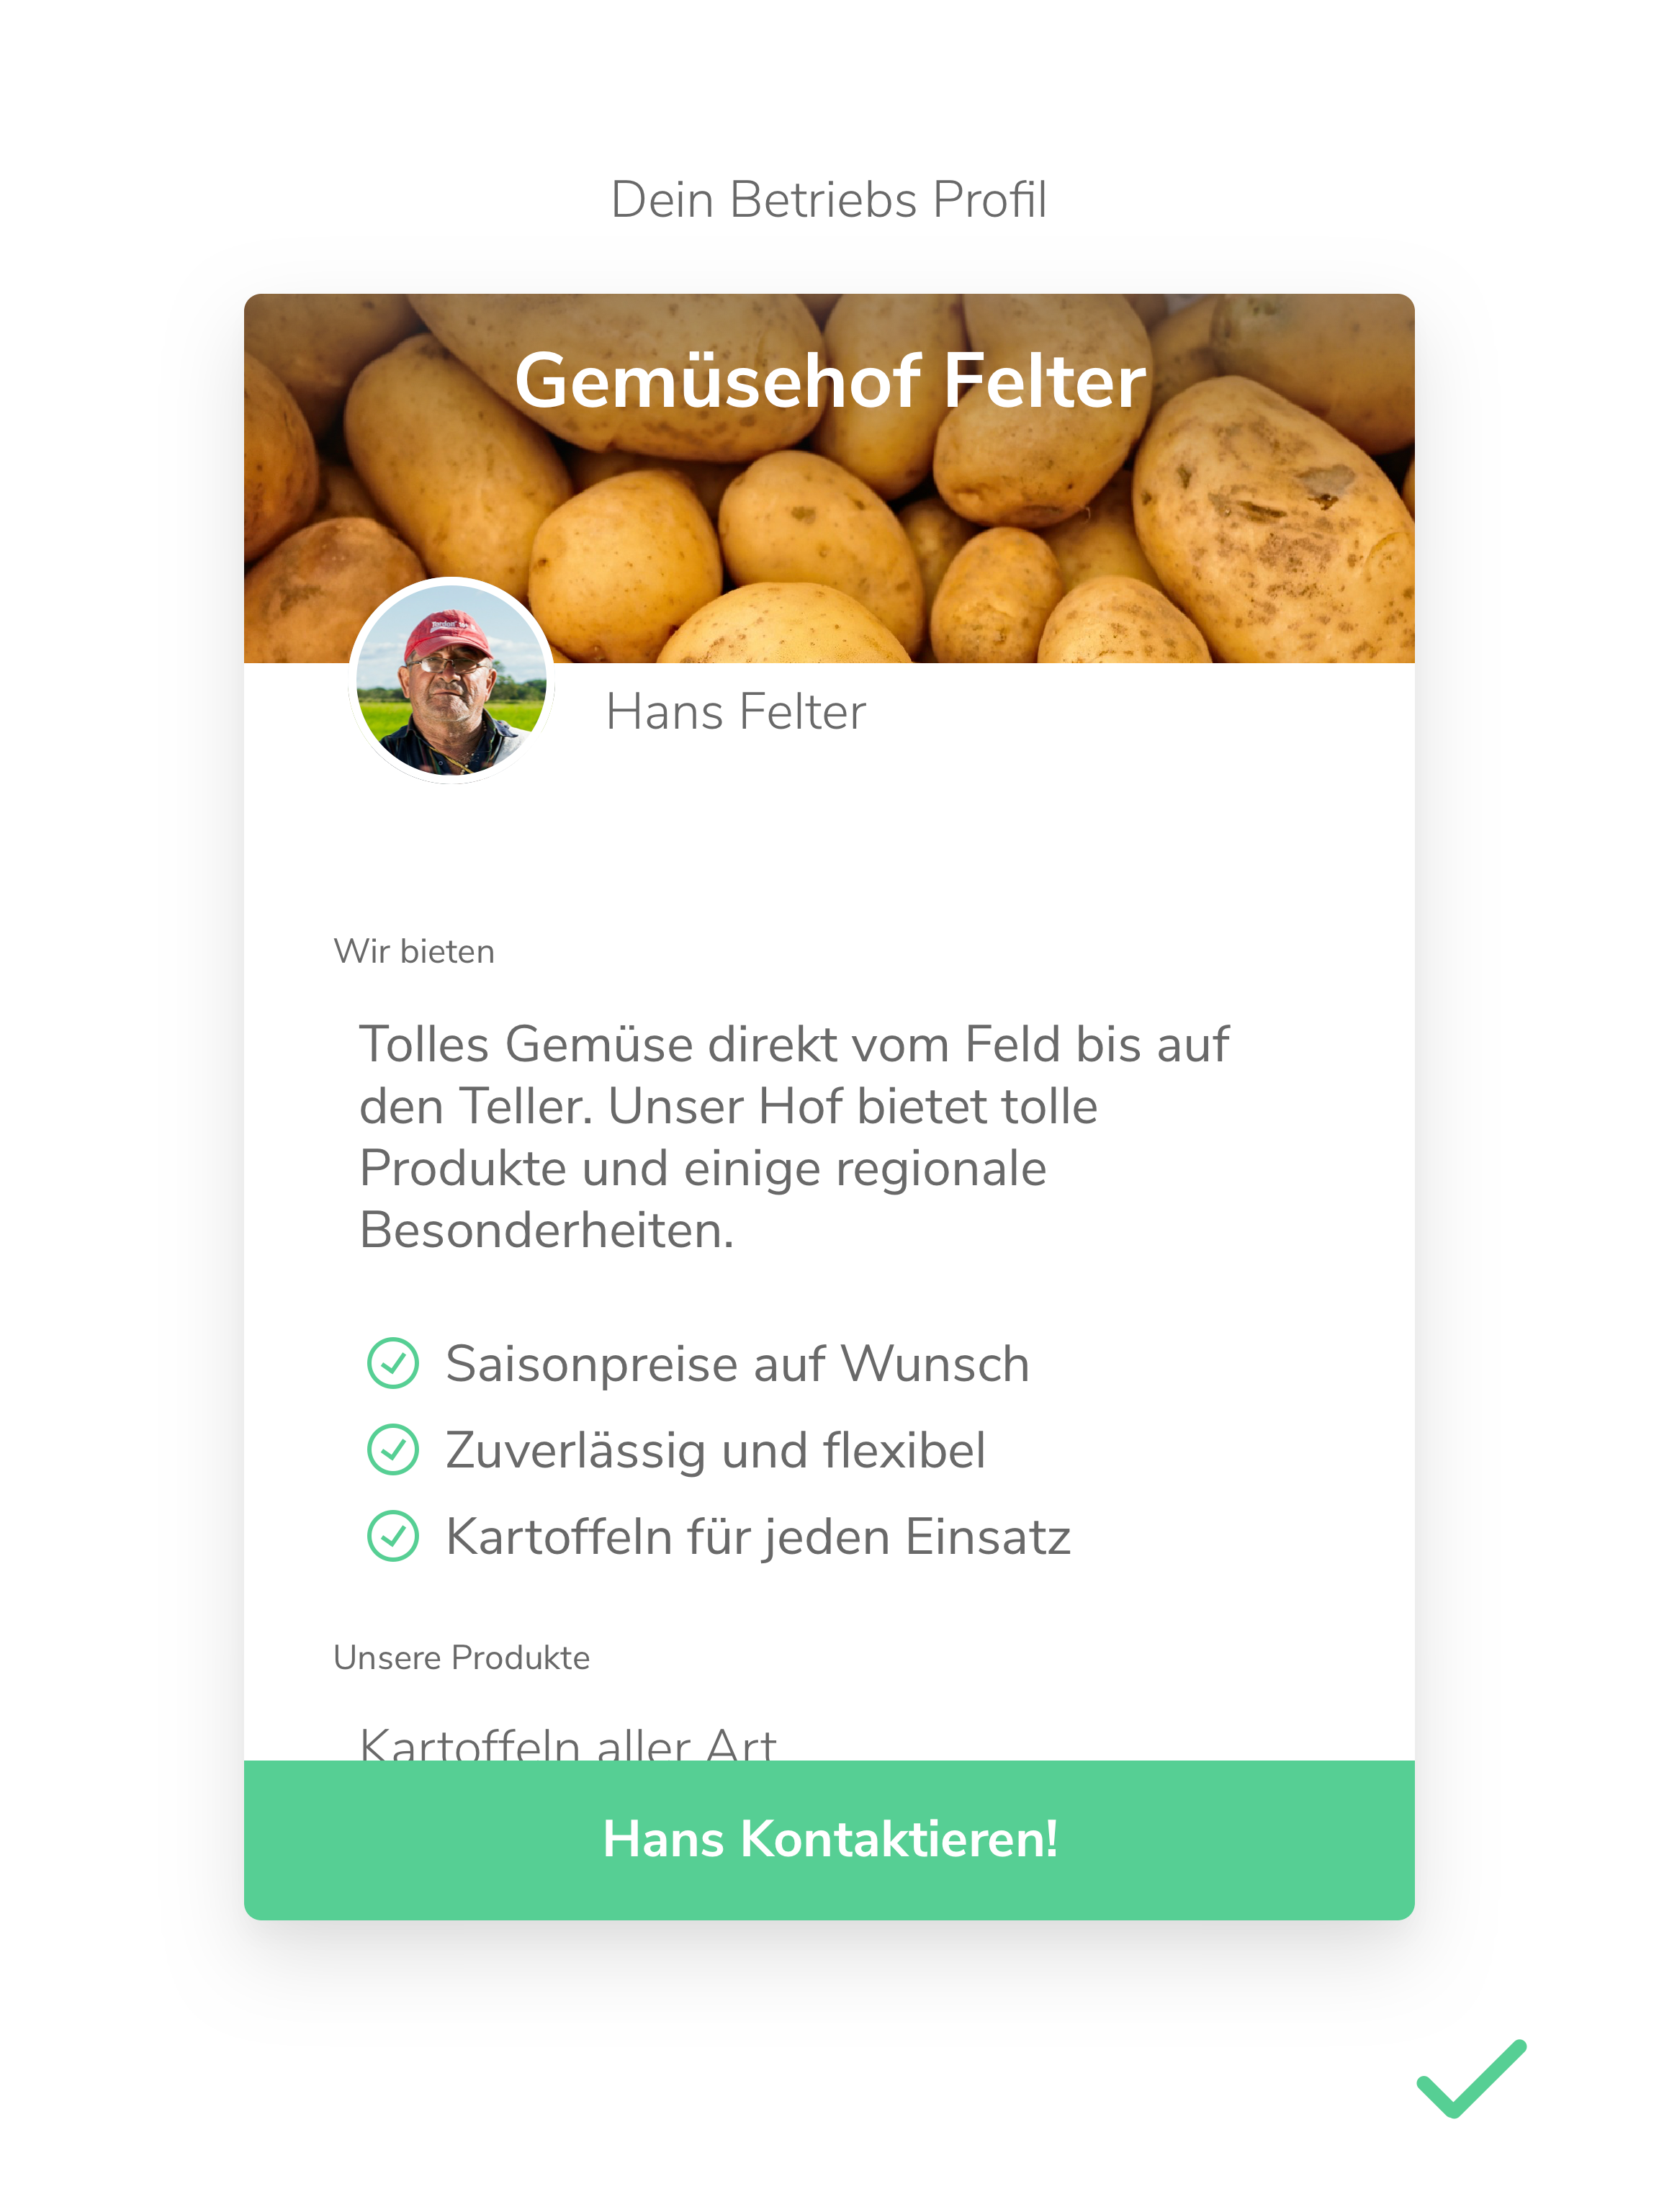 Dein Betriebs Profil
Gemüsehof Felter
Hans Felter
Wir bieten
Tolles Gemüse direkt vom Feld bis auf
den Teller. Unser Hof bietet tolle
Produkte und einige regionale
Besonderheiten.
Saisonpreise auf Wunsch
Zuverlässig und flexibel
Kartoffeln für jeden Einsatz
Unsere Produkte
Kartoffeln aller Art
Hans Kontaktieren!